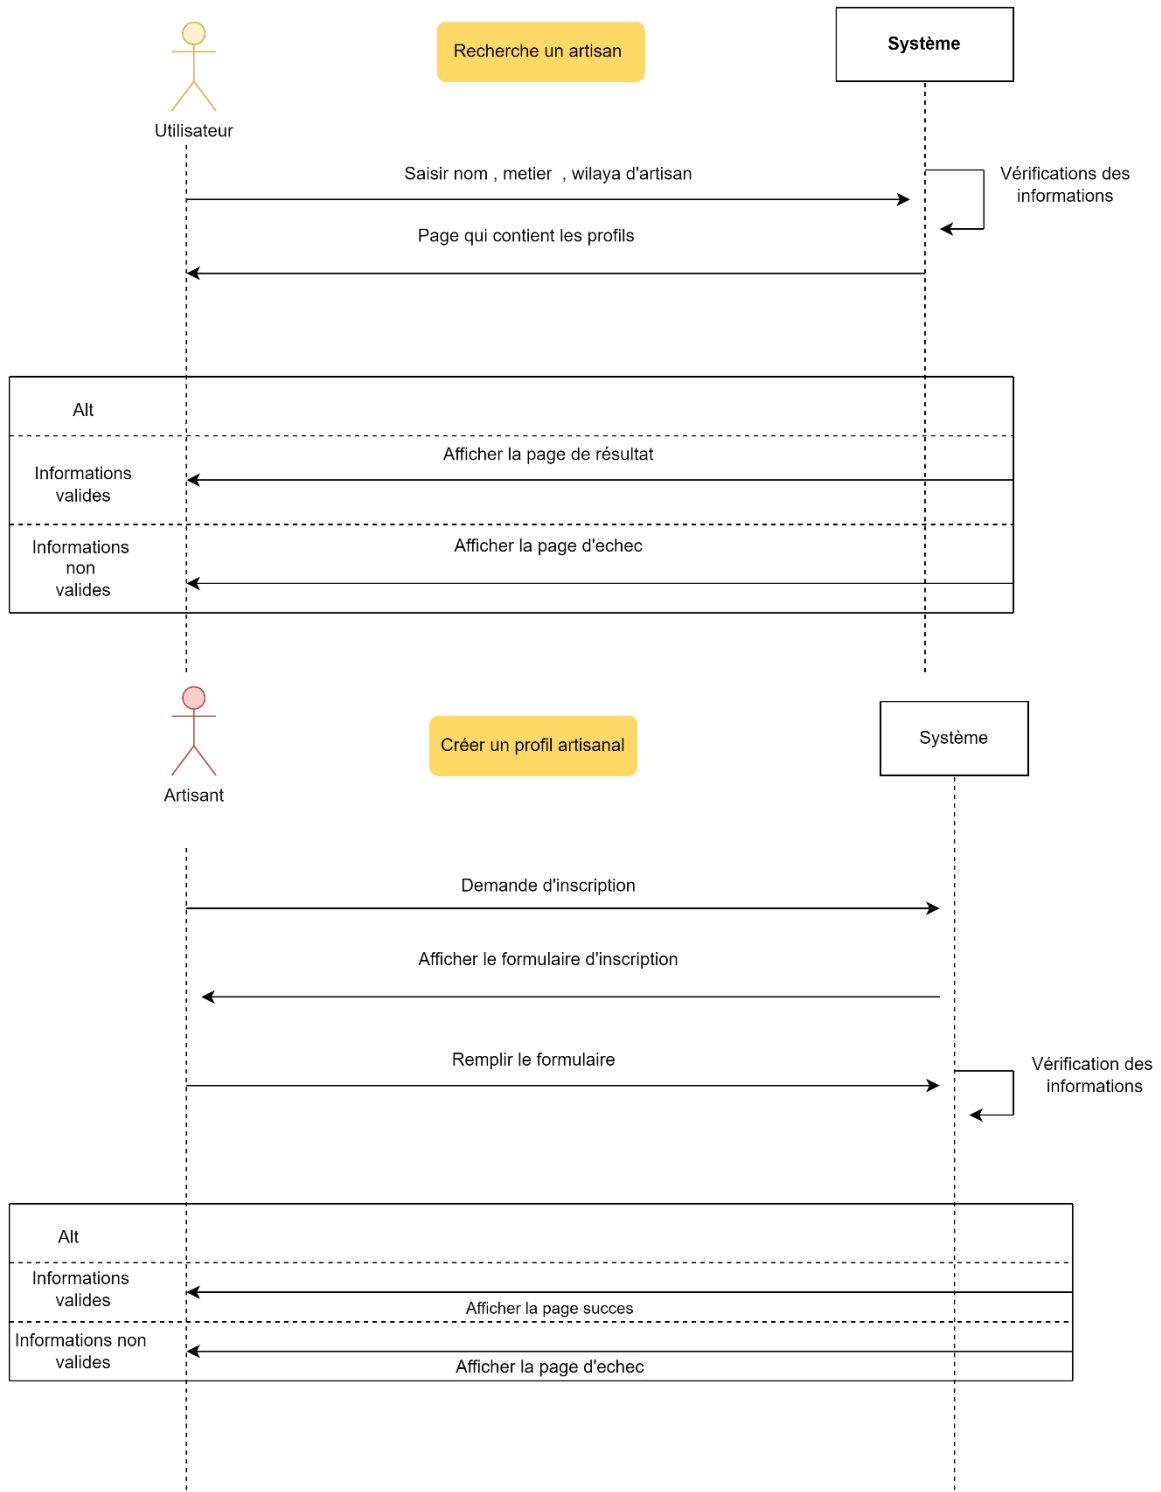 Recherche un artisan
Système
Utilisateur
Saisir nom , metier , wilaya d'artisan
Vérifications des
informations
Page qui contient les profils
Alt
Afficher la page de résultat
Informations
valides
Afficher la page d'echec
Informations
non
valides
Créer un profil artisanal
Système
Artisant
Demande d'inscription
Afficher le formulaire d'inscription
Remplir le formulaire
Vérification des
informations
Alt
Informations
valides
Afficher la page succes
Informations non
valides
Afficher la page d'echec